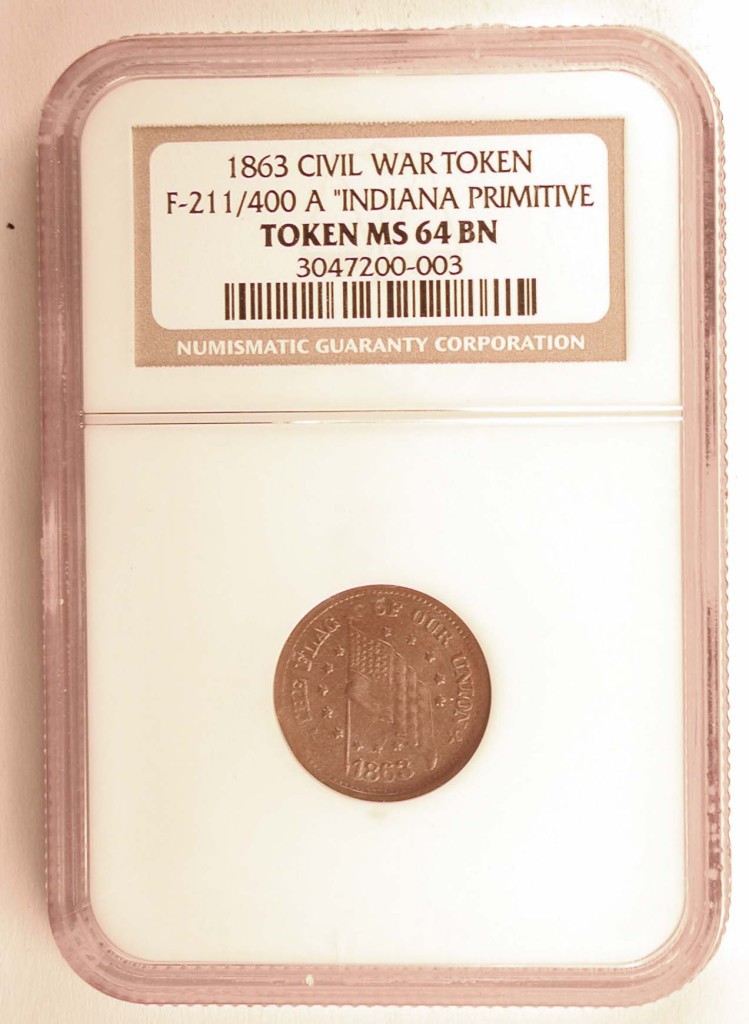 1863 CIVIL WAR TOKEN
F-211/400 A "INDIANA PRIMITIVE
TOKEN MS 64 BN
3047200-003
NUMISMATIC GUARANTY CORPORATION
THE FLAG OF OUR UNION
1863